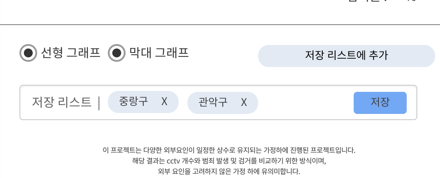 선형 그래프 막대 그래프 저장 리스트에 추가
저장 리스트 | 중랑구 X 관악구 X 저장
이 프로젝트는 다양한 외부요인이 일정한 상수로 유지되는 가정하에 진행된 프로젝트입니다.
해당 결과는 cctv 개수와 범죄 발생 및 검거를 비교하기 위한 방식이며,
외부 요인을 고려하지 않은 가정 하에 유의미합니다.